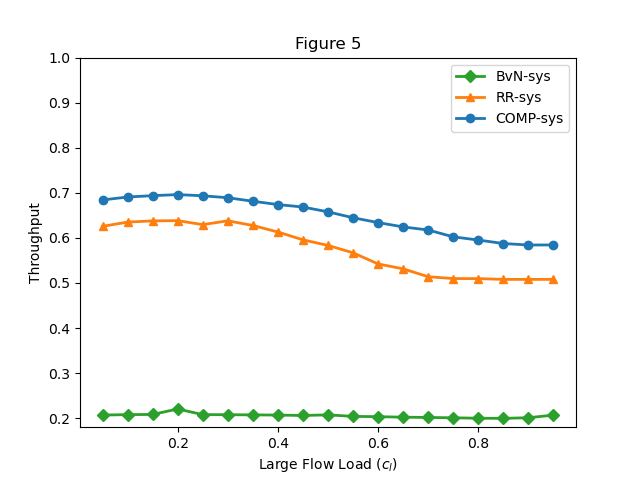 Figure 5
BvN-sys
RR-sys
COMP-sys
1.0
0.9
0.8
0.7
0.6
0.5
0.4
0.3
0.2
Throughput
0.2 0.4 0.6 0.8
Large Flow Load (c_l)